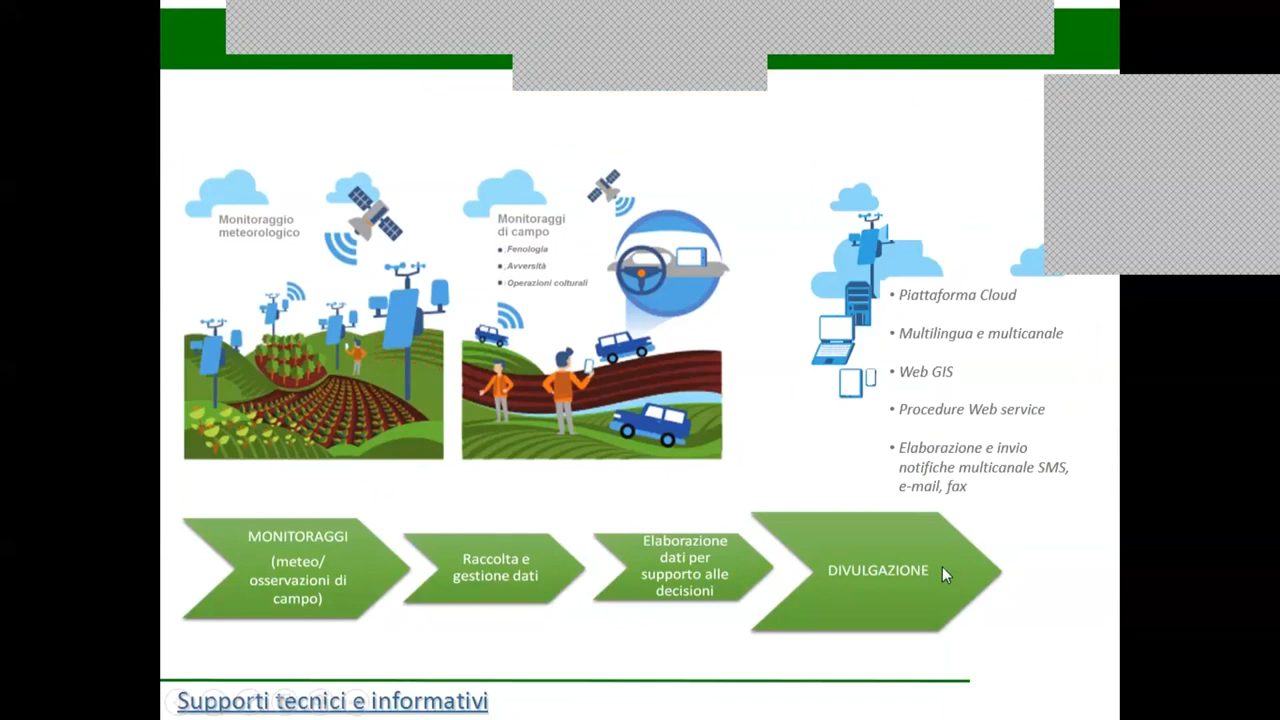 Monitoraggio
meteorologico
Monitoraggi
di campo
Fenologia
Avversità
Operazioni colturali
• Piattaforma Cloud
• Multilingua e multicanale
• Web GIS
• Procedure Web service
• Elaborazione e invio
notifiche multicanale SMS,
e-mail, fax
MONITORAGGI
(meteo/
osservazioni di
campo)
Raccolta e
gestione dati
Elaborazione
dati per
supporto alle
decisioni
DIVULGAZIONE
Supporti tecnici e informativi